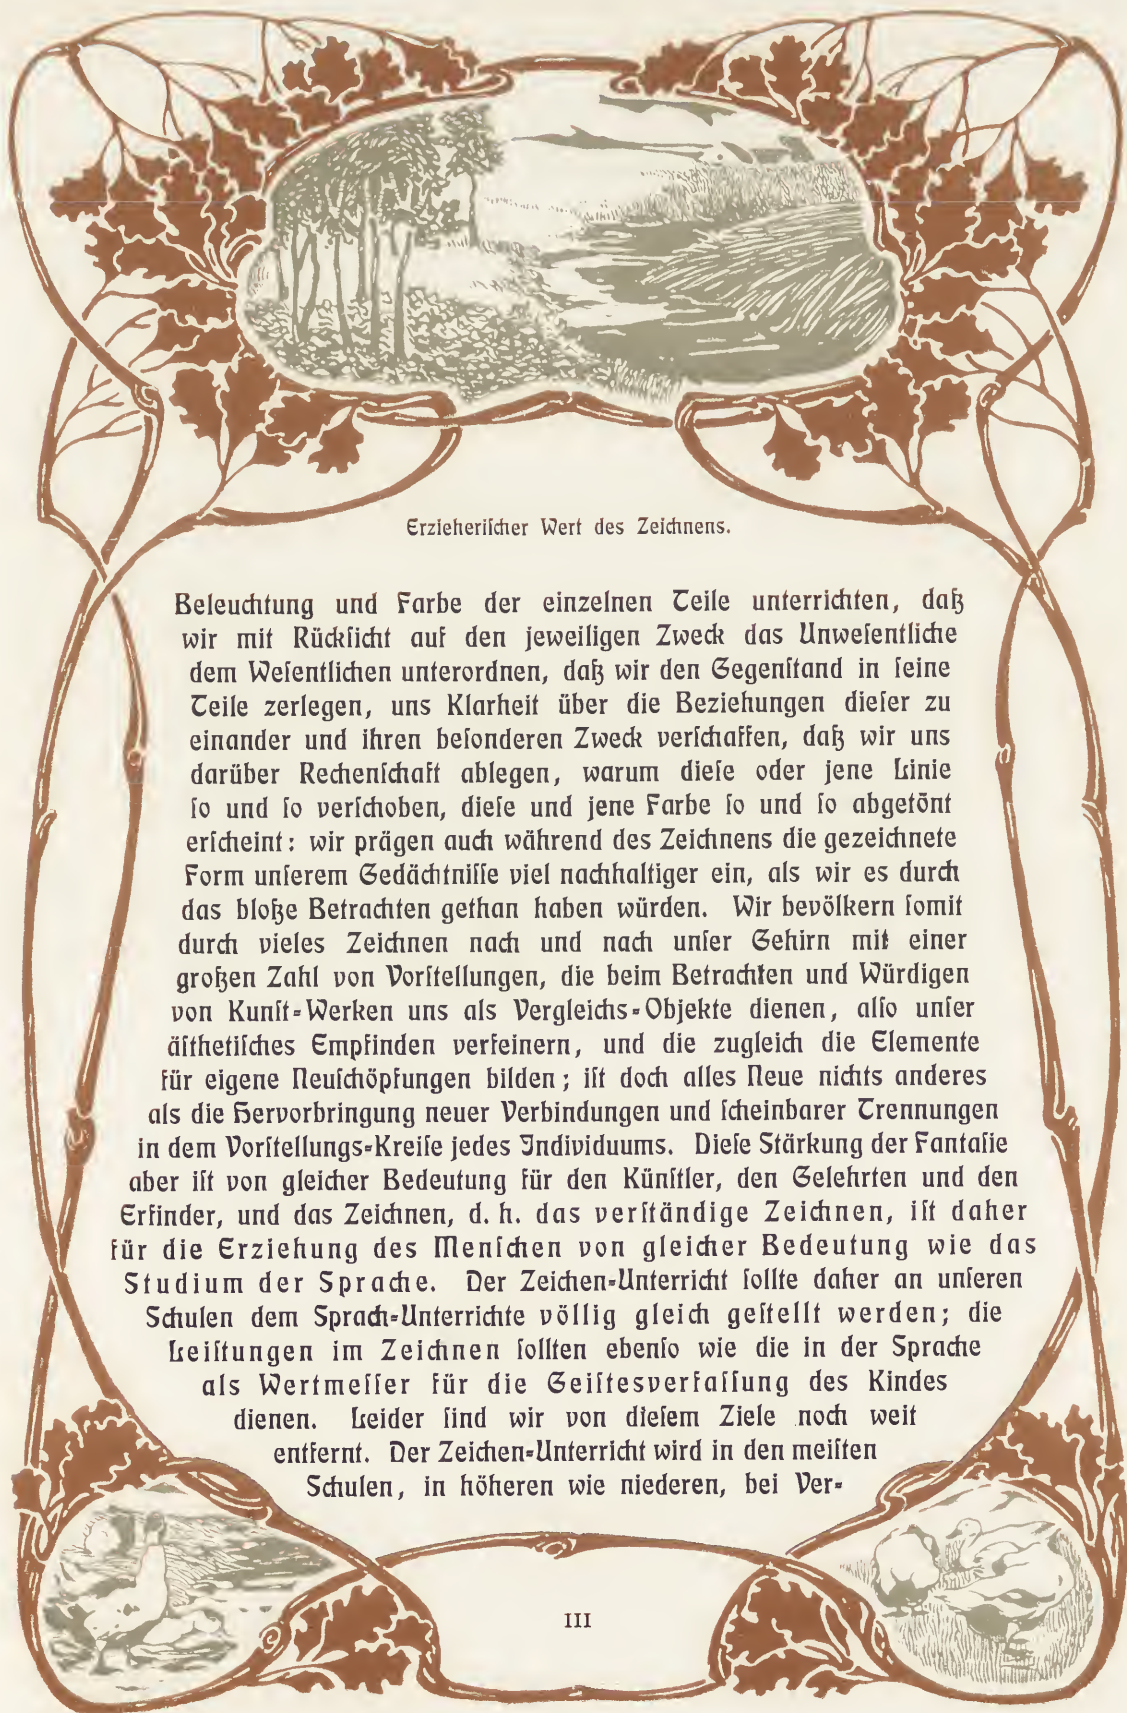 Erzieheriſcher Wert des Zeichnens.
Beleuchtung und Farbe der einzelnen Teile unterrichten, daß
wir mit Rückſicht auf den jeweiligen Zweck das Unweſentliche
dem Weſentlichen unterordnen, daß wir den Gegenſtand in ſeine
Teile zerlegen, uns Klarheit über die Beziehungen dieſer zu
einander und ihren beſonderen Zweck verſchaffen, daß wir uns
darüber Rechenſchaft ablegen, warum dieſe oder jene Linie
ſo und ſo verſchoben, dieſe und jene Farbe ſo und ſo abgetönt
erſcheint: wir prägen auch während des Zeichnens die gezeichnete
Form unſerem Gedächtniſſe viel nachhaltiger ein, als wir es durch
das bloße Betrachten gethan haben würden. Wir bevölkern ſomit
durch vieles Zeichnen nach und nach unſer Gehirn mit einer
großen Zahl von Vorſtellungen, die beim Betrachten und Würdigen
von Kunſt-Werken uns als Vergleichs-Objekte dienen, alſo unſer
äſthetiſches Empfinden verfeinern, und die zugleich die Elemente
für eigene Neuſchöpfungen bilden; iſt doch alles Neue nichts anderes
als die Hervorbringung neuer Verbindungen und ſcheinbarer Trennungen
in dem Vorſtellungs-Kreiſe jedes Individuums. Dieſe Stärkung der Fantaſie
aber iſt von gleicher Bedeutung für den Künſtler, den Gelehrten und den
Erfinder, und das Zeichnen, d. h. das verſtändige Zeichnen, iſt daher
für die Erziehung des Menſchen von gleicher Bedeutung wie das
Studium der Sprache. Der Zeichen-Unterricht ſollte daher an unſeren
Schulen dem Sprach-Unterrichte völlig gleich geſtellt werden; die
Leiſtungen im Zeichnen ſollten ebenſo wie die in der Sprache
als Wertmeſſer für die Geiſtesverfaſſung des Kindes
dienen. Leider ſind wir von dieſem Ziele noch weit
entfernt. Der Zeichen-Unterricht wird in den meiſten
Schulen, in höheren wie niederen, bei Ver-
III